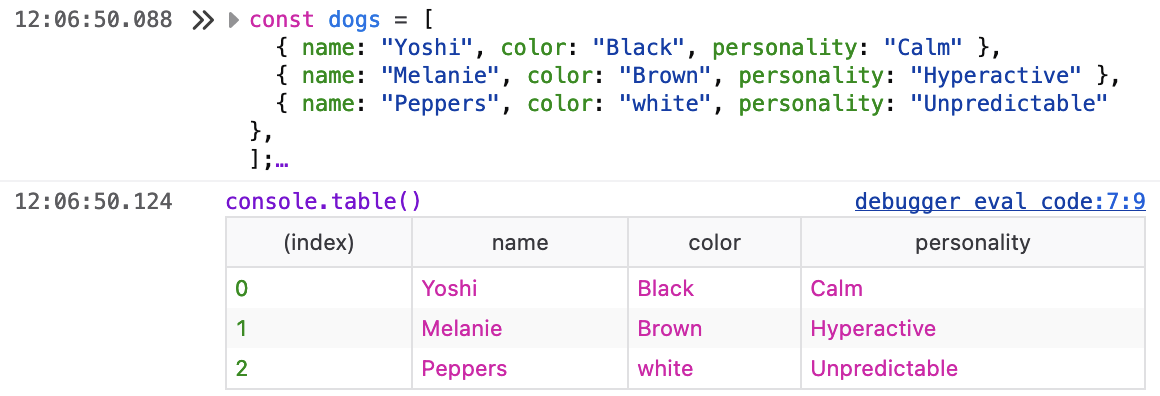 12:06:50.088 const dogs = [
{ name: "Yoshi", color: "Black", personality: "Calm" },
{ name: "Melanie", color: "Brown", personality: "Hyperactive" },
{ name: "Peppers", color: "white", personality: "Unpredictable"
},
];…
12:06:50.124 console.table() debugger eval code:7:9
(index) name color personality
0 Yoshi Black Calm
1 Melanie Brown Hyperactive
2 Peppers white Unpredictable